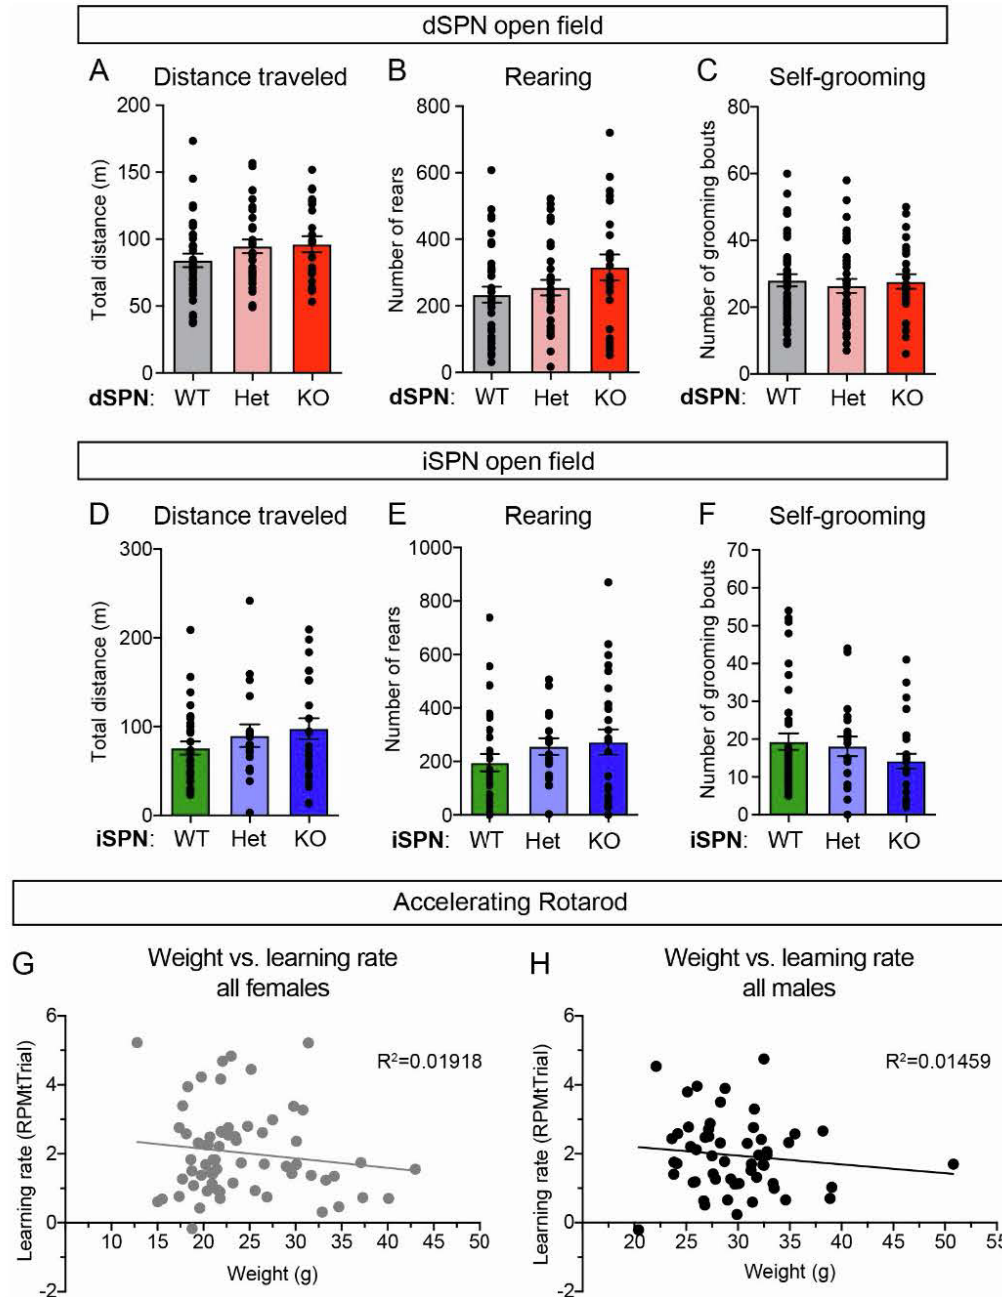 dSPN open field
A Distance traveled
B Rearing
C Self-grooming
Total distance (m)
200
150
100
50
0
dSPN: WT Het KO
Number of rears
800
600
400
200
0
dSPN: WT Het KO
Number of grooming bouts
80
60
40
20
0
dSPN: WT Het KO
iSPN open field
D Distance traveled
E Rearing
F Self-grooming
Total distance (m)
300
200
100
0
iSPN: WT Het KO
Number of rears
1000
800
600
400
200
0
iSPN: WT Het KO
Number of grooming bouts
70
60
50
40
30
20
10
0
iSPN: WT Het KO
Accelerating Rotarod
G Weight vs. learning rate
all females
Learning rate (RPMtTrial)
6
4
2
0
-2
R²=0.01918
10 15 20 25 30 35 40 45 50
Weight (g)
H Weight vs. learning rate
all males
Learning rate (RPMtTrial)
6
4
2
0
-2
R²=0.01459
20 25 30 35 40 45 50 55
Weight (g)